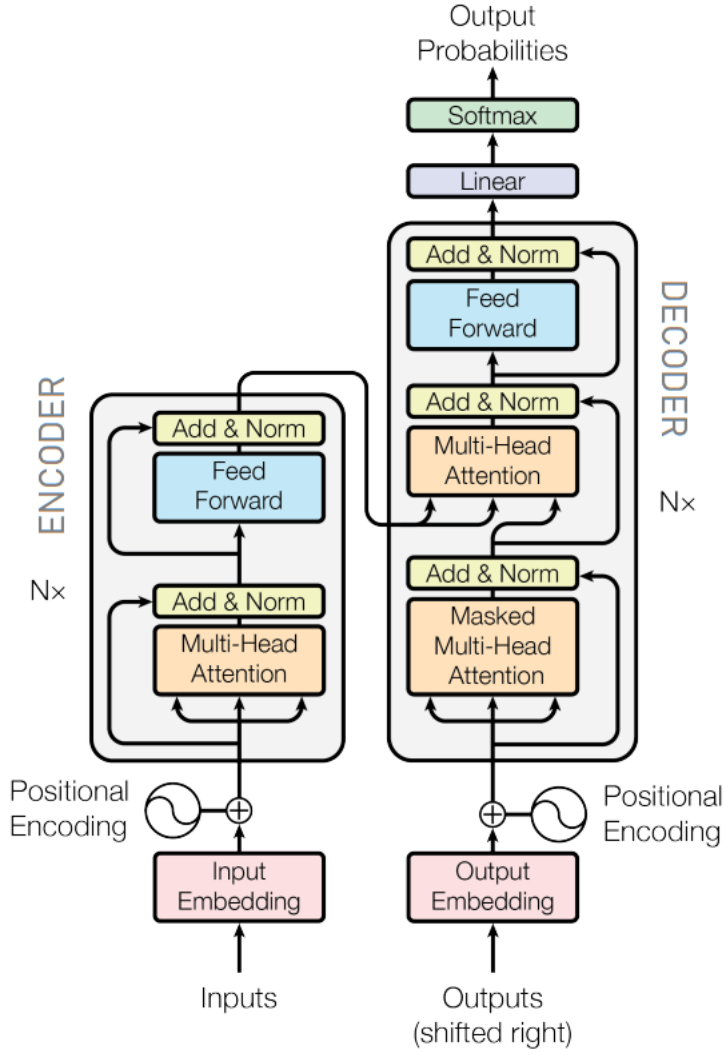 Output
Probabilities
Softmax
Linear
Add & Norm
Feed
Forward
Add & Norm
Multi-Head
Attention
Add & Norm
Masked
Multi-Head
Attention
DECODER
N×
ENCODER
N×
Add & Norm
Feed
Forward
Add & Norm
Multi-Head
Attention
Positional
Encoding
Positional
Encoding
Input
Embedding
Output
Embedding
Inputs
Outputs
(shifted right)